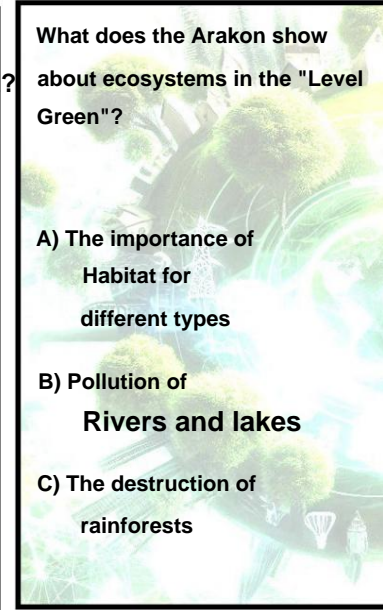 What does the Arakon show
? about ecosystems in the "Level
Green"?
A) The importance of
Habitat for
different types
B) Pollution of
Rivers and lakes
C) The destruction of
rainforests